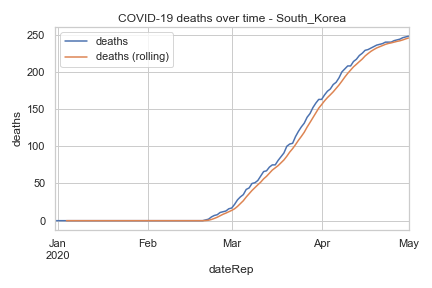 COVID-19 deaths over time - South_Korea
deaths
deaths (rolling)
250
200
150
100
50
0
deaths
Jan Feb Mar Apr May
2020
dateRep